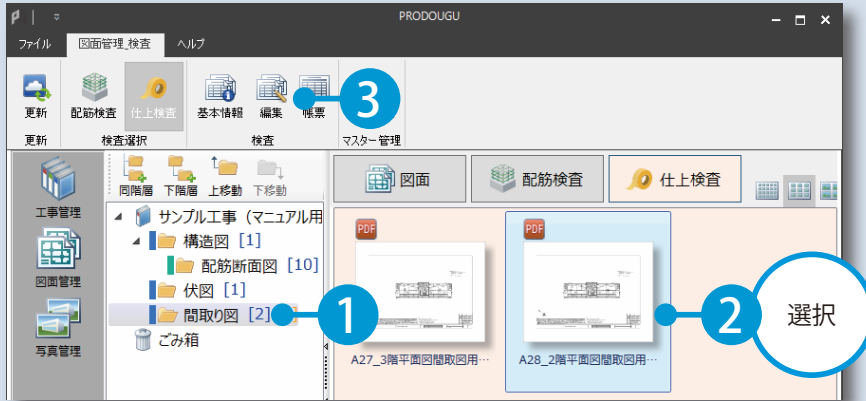 PRODOUGU
ファイル 図面管理_検査 ヘルプ
更新 配筋検査 仕上検査 基本情報 編集 帳票
3
更新 検査選択 検査 マスター管理
工事管理
図面管理
写真管理
同階層 下階層 上移動 下移動
サンプル工事（マニュアル用
構造図 [1]
配筋断面図 [10]
伏図 [1]
間取り図 [2]
1
ごみ箱
図面 配筋検査 仕上検査
PDF
A27_3階平面図間取図用…
PDF
A28_2階平面図間取図用…
2
選択